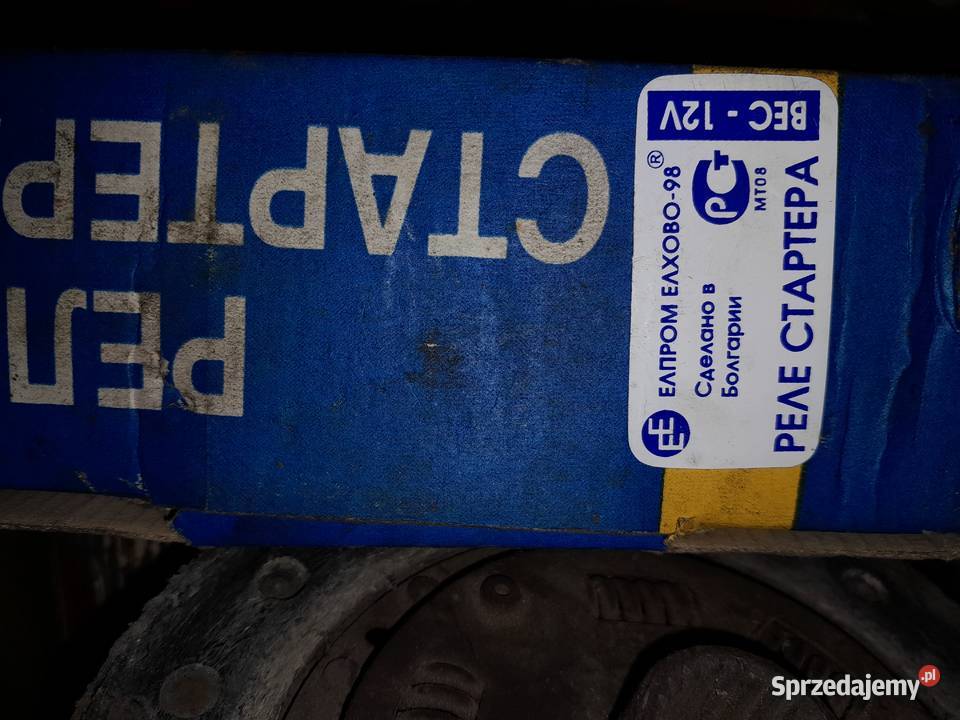 РЕЛ
СТАРТЕР
ЕЛПРОМ ЕЛХОВО-98®
Сделано в
Болгарии
РСТ
МТ08
РЕЛЕ СТАРТЕРА
ВЕС - 12V
Sprzedajemy.pl